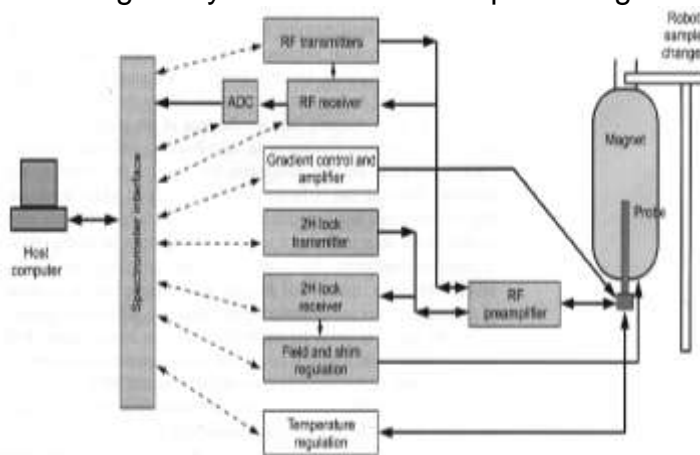 RF transmitters
ADC
RF receiver
Gradient control and
amplifier
2H lock
transmitter
2H lock
receiver
Field and shim
regulation
Temperature
regulation
Spectrometer interface
Host
computer
RF
preamplifier
Magnet
Probe
Robot
sample
change